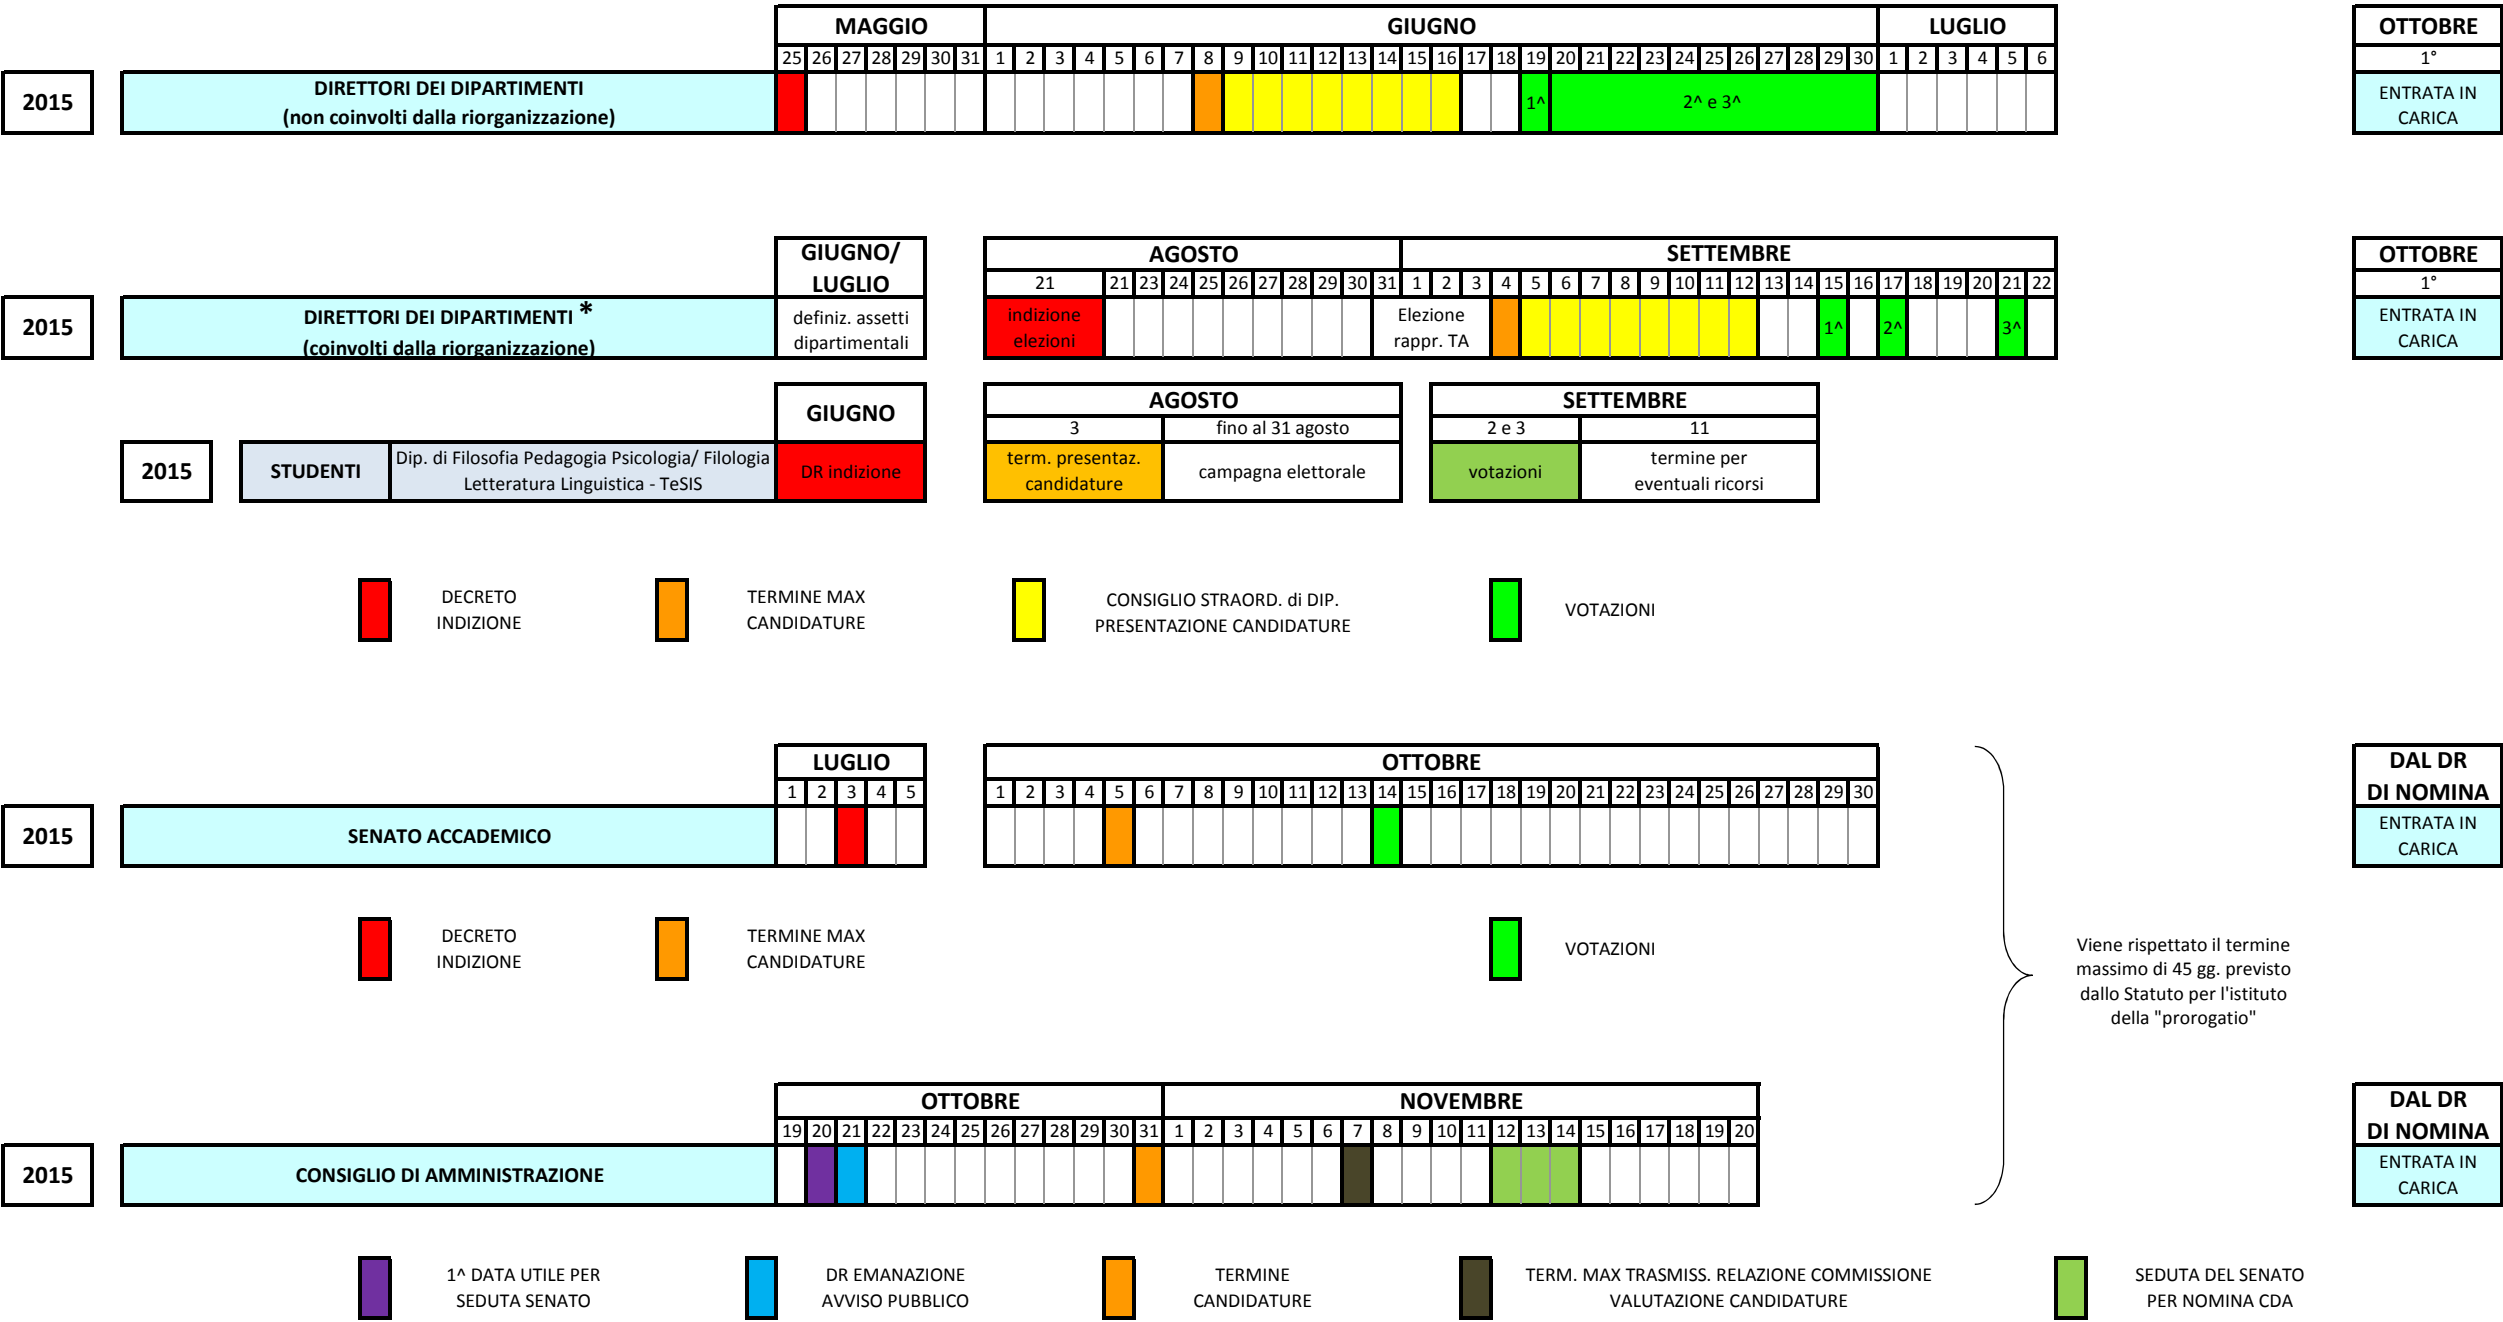 MAGGIO GIUGNO LUGLIO OTTOBRE
25 26 27 28 29 30 31 1 2 3 4 5 6 7 8 9 10 11 12 13 14 15 16 17 18 19 20 21 22 23 24 25 26 27 28 29 30 1 2 3 4 5 6 1°
2015 DIRETTORI DEI DIPARTIMENTI
(non coinvolti dalla riorganizzazione) 1^ 2^ e 3^ ENTRATA IN
CARICA
GIUGNO/
LUGLIO AGOSTO SETTEMBRE OTTOBRE
21 21 23 24 25 26 27 28 29 30 31 1 2 3 4 5 6 7 8 9 10 11 12 13 14 15 16 17 18 19 20 21 22 1°
2015 DIRETTORI DEI DIPARTIMENTI *
(coinvolti dalla riorganizzazione) definiz. assetti
dipartimentali indizione
elezioni Elezione
rappr. TA 1^ 2^ 3^ ENTRATA IN
CARICA
GIUGNO AGOSTO SETTEMBRE
3 fino al 31 agosto 2 e 3 11
2015 STUDENTI Dip. di Filosofia Pedagogia Psicologia/ Filologia
Letteratura Linguistica - TeSIS DR indizione term. presentaz.
candidature campagna elettorale votazioni termine per
eventuali ricorsi
DECRETO
INDIZIONE
TERMINE MAX
CANDIDATURE
CONSIGLIO STRAORD. di DIP.
PRESENTAZIONE CANDIDATURE
VOTAZIONI
LUGLIO OTTOBRE DAL DR
DI NOMINA
1 2 3 4 5 1 2 3 4 5 6 7 8 9 10 11 12 13 14 15 16 17 18 19 20 21 22 23 24 25 26 27 28 29 30
2015 SENATO ACCADEMICO ENTRATA IN
CARICA
DECRETO
INDIZIONE
TERMINE MAX
CANDIDATURE
VOTAZIONI
Viene rispettato il termine
massimo di 45 gg. previsto
dallo Statuto per l'istituto
della "prorogatio"
OTTOBRE NOVEMBRE DAL DR
DI NOMINA
19 20 21 22 23 24 25 26 27 28 29 30 31 1 2 3 4 5 6 7 8 9 10 11 12 13 14 15 16 17 18 19 20
2015 CONSIGLIO DI AMMINISTRAZIONE ENTRATA IN
CARICA
1^ DATA UTILE PER
SEDUTA SENATO
DR EMANAZIONE
AVVISO PUBBLICO
TERMINE
CANDIDATURE
TERM. MAX TRASMISS. RELAZIONE COMMISSIONE
VALUTAZIONE CANDIDATURE
SEDUTA DEL SENATO
PER NOMINA CDA